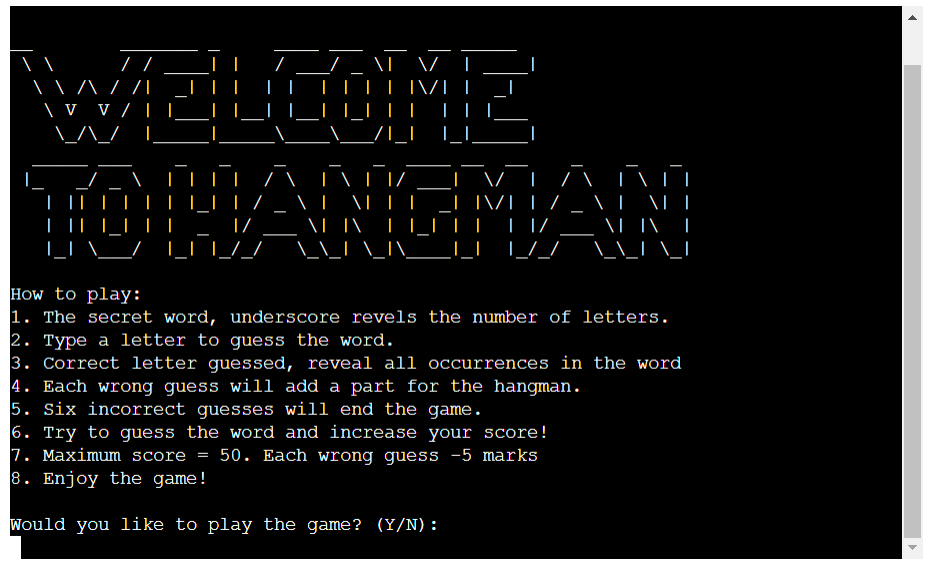 WELCOME
TO HANGMAN
How to play:
1. The secret word, underscore revels the number of letters.
2. Type a letter to guess the word.
3. Correct letter guessed, reveal all occurrences in the word
4. Each wrong guess will add a part for the hangman.
5. Six incorrect guesses will end the game.
6. Try to guess the word and increase your score!
7. Maximum score = 50. Each wrong guess -5 marks
8. Enjoy the game!
Would you like to play the game? (Y/N):